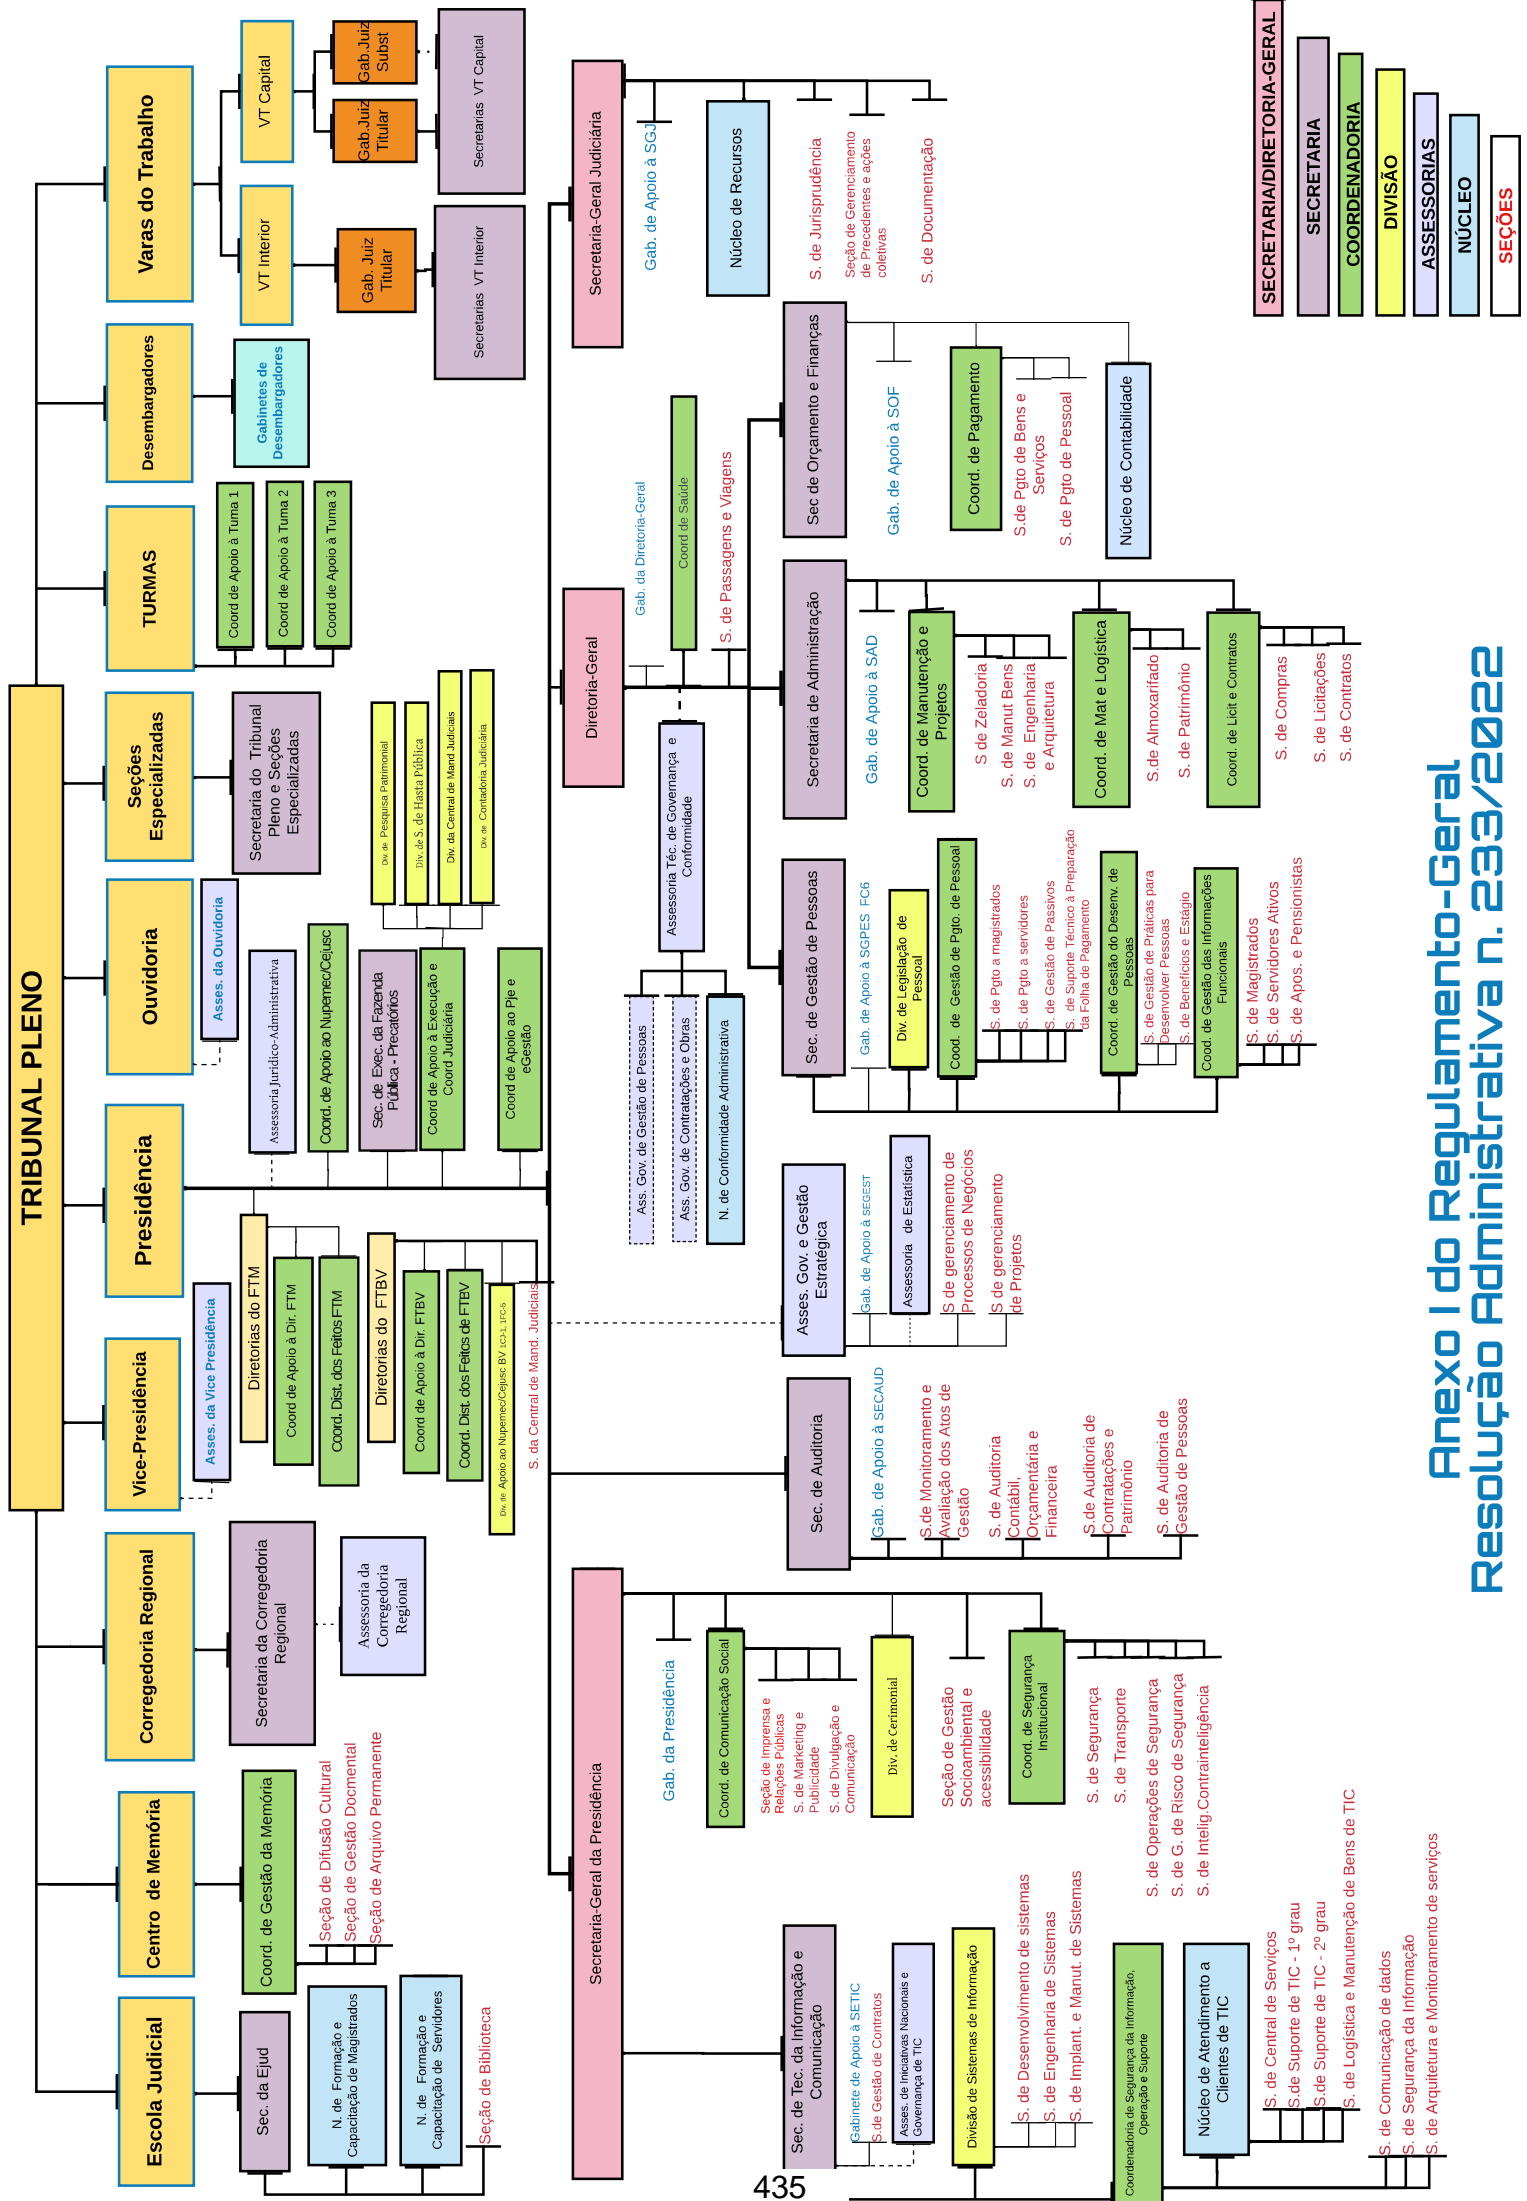 TRIBUNAL PLENO
Escola Judicial
Centro de Memória
Corregedoria Regional
Vice-Presidência
Presidência
Ouvidoria
Seções
Especializadas
TURMAS
Desembargadores
Varas do Trabalho
Sec. da Ejud
N. de Formação e
Capacitação de Magistrados
N. de Formação e
Capacitação de Servidores
Seção de Biblioteca
Coord. de Gestão da Memória
Seção de Difusão Cultural
Seção de Gestão Docmental
Seção de Arquivo Permanente
Secretaria da Corregedoria
Regional
Assessoria da
Corregedoria
Regional
Asses. da Vice Presidência
Diretorias do FTM
Coord de Apoio à Dir. FTM
Coord. Dist. dos Feitos FTM
Diretorias do FTBV
Coord de Apoio à Dir. FTBV
Coord. Dist. dos Feitos de FTBV
Div. de Apoio ao Nupemec/Cejusc BV 1CJ-1, 1FC-5
S. da Central de Mand. Judiciais
Assessoria Juridico-Administrativa
Coord. de Apoio ao Nupemec/Cejusc
Sec. de Exec. da Fazenda
Pública - Precatórios
Coord de Apoio à Execução e
Coord Judiciária
Coord de Apoio ao Pje e
eGestão
Div. de Pesquisa Patrimonial
Div. de S. de Hasta Pública
Div. da Central de Mand Judiciais
Div. de Contadoria Judiciária
Asses. da Ouvidoria
Secretaria do Tribunal
Pleno e Seções
Especializadas
Coord de Apoio à Tuma 1
Coord de Apoio à Tuma 2
Coord de Apoio à Tuma 3
Gabinetes de
Desembargadores
VT Interior
VT Capital
Gab. Juiz
Titular
Gab.Juiz
Titular
Gab.Juiz
Subst
Secretarias VT Interior
Secretarias VT Capital
Secretaria-Geral da Presidência
Diretoria-Geral
Secretaria-Geral Judiciária
Gab. da Presidência
Coord. de Comunicação Social
Seção de Imprensa e
Relações Públicas
S. de Marketing e
Publicidade
S. de Divulgação e
Comunicação
Div. de Cerimonial
Seção de Gestão
Socioambiental e
acessibilidade
Coord. de Segurança
Institucional
S. de Segurança
S. de Transporte
S. de Operações de Segurança
S. de G. de Risco de Segurança
S. de Intelig.Contrainteligência
Sec. de Tec. da Informação e
Comunicação
Gabinete de Apoio à SETIC
S.de Gestão de Contratos
Asses. de Iniciativas Nacionais e
Governança de TIC
Divisão de Sistemas de Informação
S. de Desenvolvimento de sistemas
S. de Engenharia de Sistemas
S. de Implant. e Manut. de Sistemas
Coordenadoria de Segurança da Informação,
Operação e Suporte
Núcleo de Atendimento a
Clientes de TIC
S. de Central de Serviços
S.de Suporte de TIC - 1º grau
S.de Suporte de TIC - 2º grau
S. de Logística e Manutenção de Bens de TIC
S. de Comunicação de dados
S. de Segurança da Informação
S. de Arquitetura e Monitoramento de serviços
Sec. de Auditoria
Gab. de Apoio à SECAUD
S.de Monitoramento e
Avaliação dos Atos de
Gestão
S. de Auditoria
Contábil,
Orçamentária e
Financeira
S.de Auditoria de
Contratações e
Patrimônio
S. de Auditoria de
Gestão de Pessoas
Asses. Gov. e Gestão
Estratégica
Gab. de Apoio à SEGEST
Assessoria de Estatística
S de gerenciamento de
Processos de Negócios
S de gerenciamento
de Projetos
Gab. da Diretoria-Geral
Coord de Saúde
S. de Passagens e Viagens
Assessoria Téc. de Governança e
Conformidade
Ass. Gov. de Gestão de Pessoas
Ass. Gov. de Contratações e Obras
N. de Conformidade Administrativa
Sec. de Gestão de Pessoas
Gab. de Apoio à SGPES FC6
Div. de Legislação de
Pessoal
Cood. de Gestão de Pgto. de Pessoal
S. de Pgto a magistrados
S. de Pgto a servidores
S. de Gestão de Passivos
S. de Suporte Técnico à Preparação
da Folha de Pagamento
Coord. de Gestão do Desenv. de
Pessoas
S. de Gestão de Práticas para
Desenvolver Pessoas
S. de Benefícios e Estágio
Cood. de Gestão das Informações
Funcionais
S. de Magistrados
S. de Servidores Ativos
S. de Apos. e Pensionistas
Secretaria de Administração
Gab. de Apoio à SAD
Coord. de Manutenção e
Projetos
S de Zeladoria
S. de Manut Bens
S. de Engenharia
e Arquitetura
Coord. de Mat e Logística
S.de Almoxarifado
S. de Patrimônio
Coord. de Licit e Contratos
S. de Compras
S. de Licitações
S. de Contratos
Sec de Orçamento e Finanças
Gab. de Apoio à SOF
Coord. de Pagamento
S.de Pgto de Bens e
Serviços
S. de Pgto de Pessoal
Núcleo de Contabilidade
Gab. de Apoio à SGJ
Núcleo de Recursos
S. de Jurisprudência
Seção de Gerenciamento
de Precedentes e ações
coletivas
S. de Documentação
SECRETARIA/DIRETORIA-GERAL
SECRETARIA
COORDENADORIA
DIVISÃO
ASSESSORIAS
NÚCLEO
SEÇÕES
Anexo I do Regulamento-Geral
Resolução Administrativa n. 233/2022
435